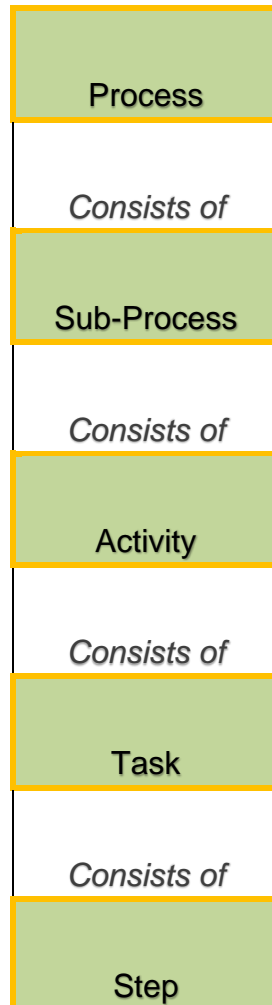 Process
Consists of
Sub-Process
Consists of
Activity
Consists of
Task
Consists of
Step